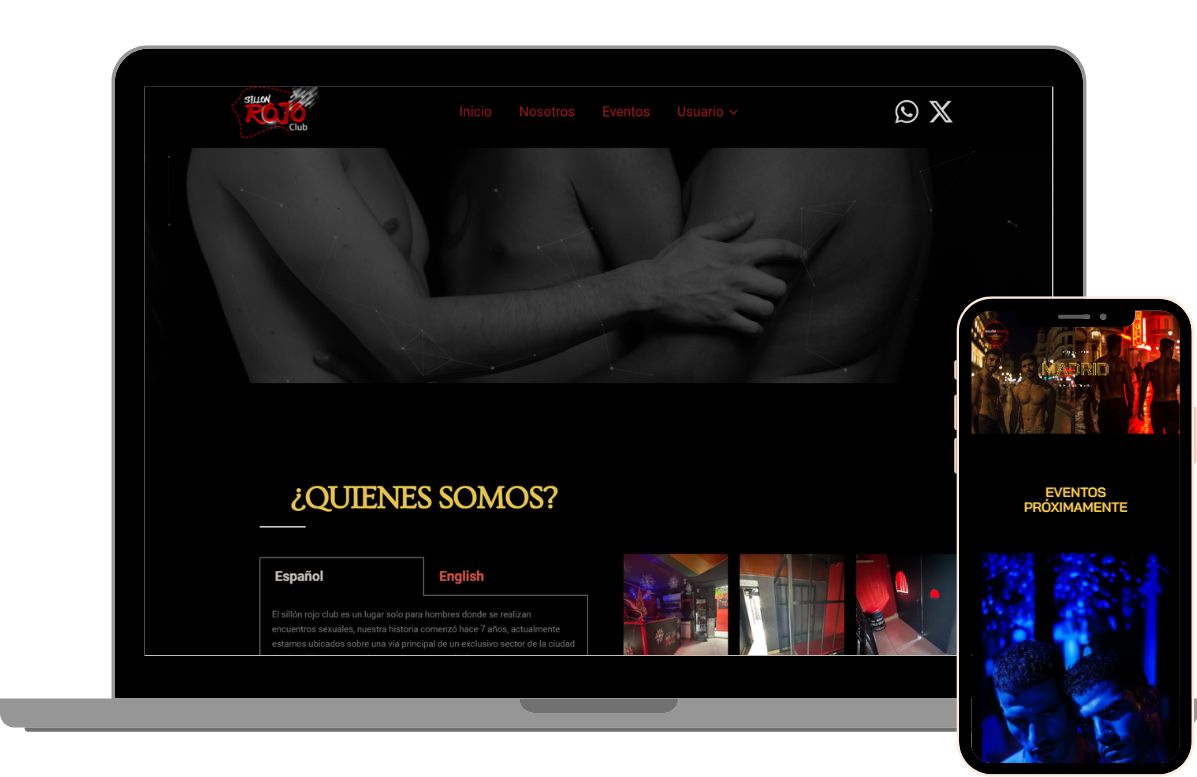 SILLÓN
ROJO
Club
Inicio Nosotros Eventos Usuario
¿QUIENES SOMOS?
Español English
El sillón rojo club es un lugar solo para hombres donde se realizan
encuentros sexuales, nuestra historia comenzó hace 7 años, actualmente
estamos ubicados sobre una vía principal de un exclusivo sector de la ciudad
MADRID
EVENTOS
PRÓXIMAMENTE